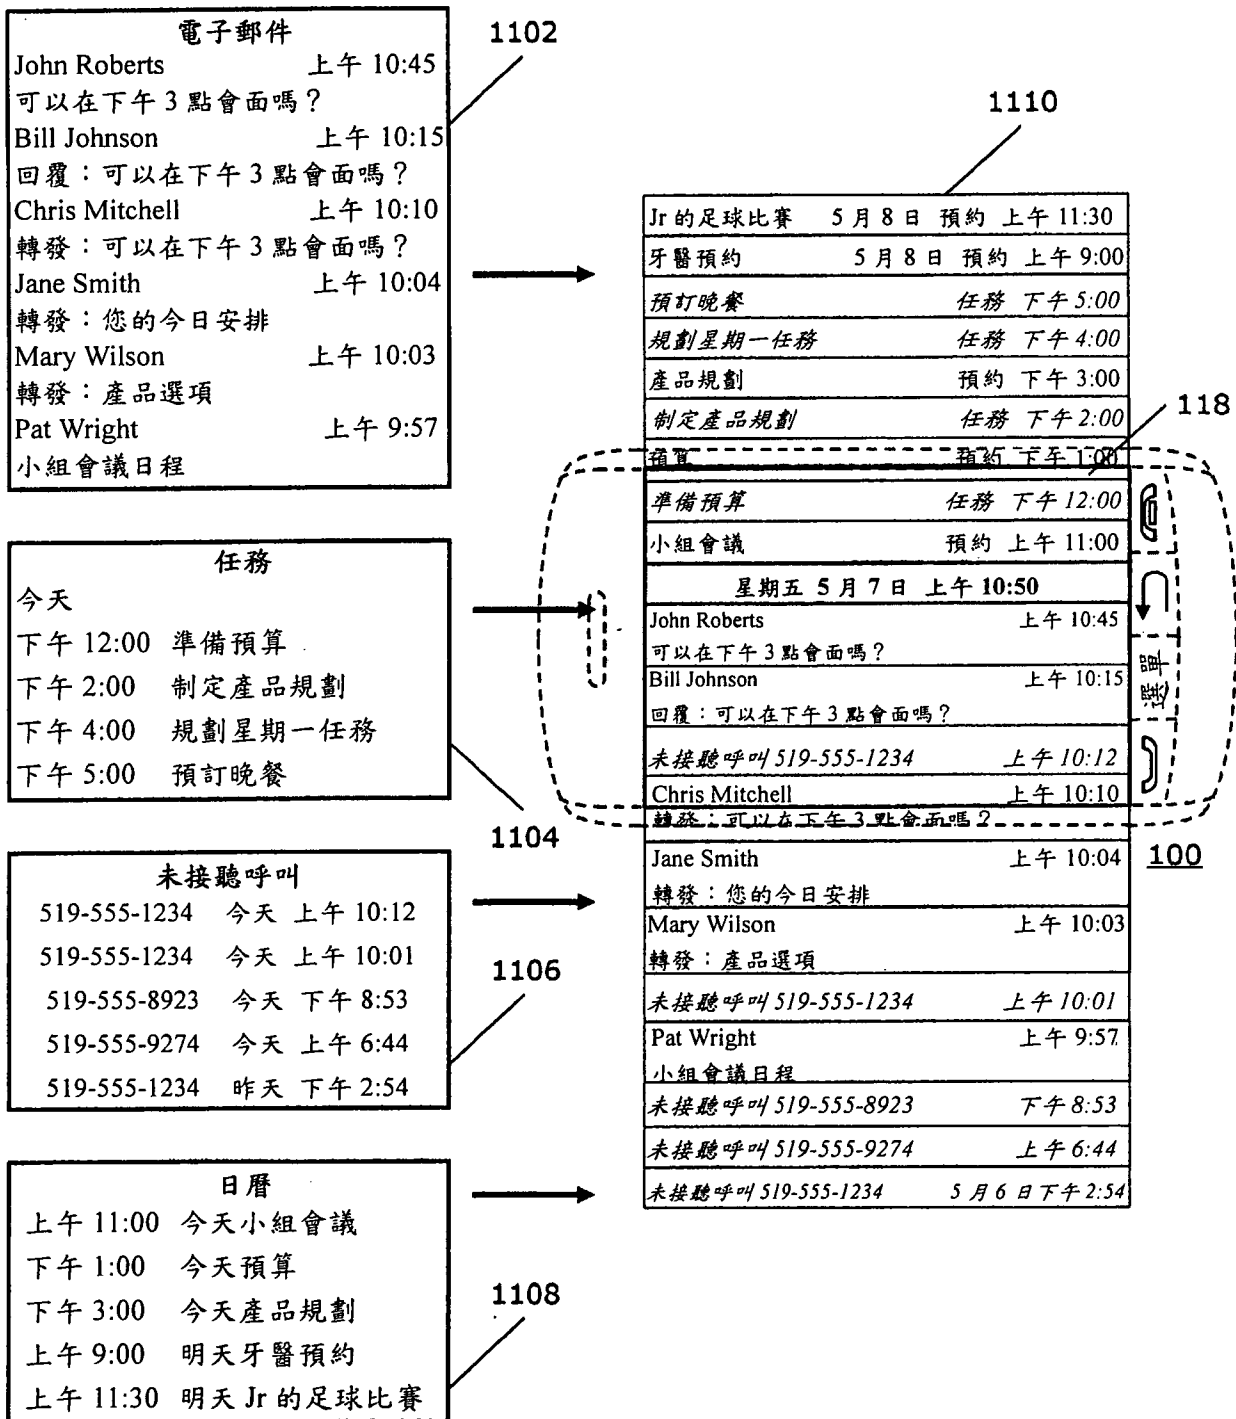 電子郵件
John Roberts 上午 10:45
可以在下午 3 點會面嗎？
Bill Johnson 上午 10:15
回覆：可以在下午 3 點會面嗎？
Chris Mitchell 上午 10:10
轉發：可以在下午 3 點會面嗎？
Jane Smith 上午 10:04
轉發：您的今日安排
Mary Wilson 上午 10:03
轉發：產品選項
Pat Wright 上午 9:57
小組會議日程
1102
任務
今天
下午 12:00 準備預算
下午 2:00 制定產品規劃
下午 4:00 規劃星期一任務
下午 5:00 預訂晚餐
1104
未接聽呼叫
519-555-1234 今天 上午 10:12
519-555-1234 今天 上午 10:01
519-555-8923 今天 下午 8:53
519-555-9274 今天 上午 6:44
519-555-1234 昨天 下午 2:54
1106
日曆
上午 11:00 今天小組會議
下午 1:00 今天預算
下午 3:00 今天產品規劃
上午 9:00 明天牙醫預約
上午 11:30 明天 Jr 的足球比賽
1108
1110
Jr 的足球比賽 5 月 8 日 預約 上午 11:30
牙醫預約 5 月 8 日 預約 上午 9:00
預訂晚餐 任務 下午 5:00
規劃星期一任務 任務 下午 4:00
產品規劃 預約 下午 3:00
制定產品規劃 任務 下午 2:00
預算 預約 下午 1:00
118
準備預算 任務 下午 12:00
小組會議 預約 上午 11:00
星期五 5 月 7 日 上午 10:50
John Roberts 上午 10:45
可以在下午 3 點會面嗎？
Bill Johnson 上午 10:15
回覆：可以在下午 3 點會面嗎？
未接聽呼叫 519-555-1234 上午 10:12
Chris Mitchell 上午 10:10
轉發：可以在下午 3 點會面嗎？
選單
100
Jane Smith 上午 10:04
轉發：您的今日安排
Mary Wilson 上午 10:03
轉發：產品選項
未接聽呼叫 519-555-1234 上午 10:01
Pat Wright 上午 9:57
小組會議日程
未接聽呼叫 519-555-8923 下午 8:53
未接聽呼叫 519-555-9274 上午 6:44
未接聽呼叫 519-555-1234 5 月 6 日下午 2:54